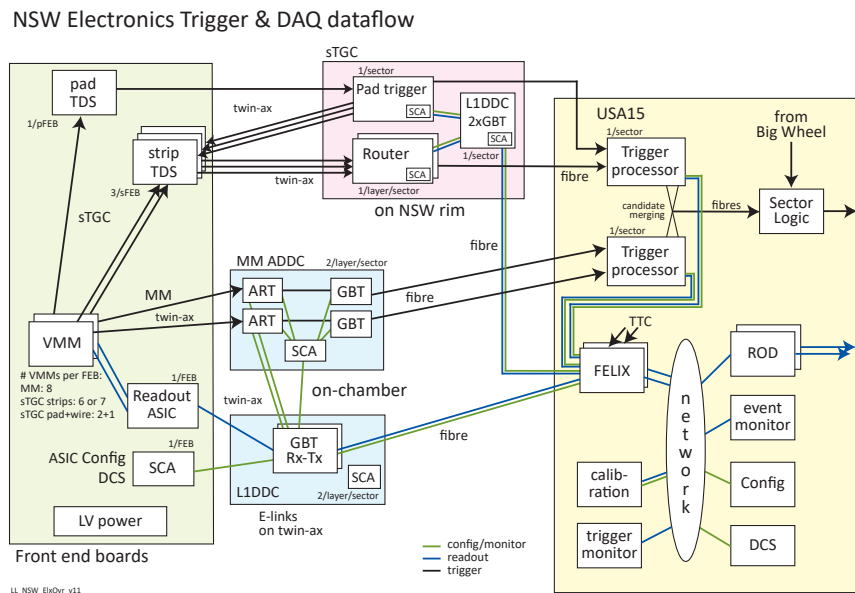 NSW Electronics Trigger & DAQ dataflow
sTGC
1/sector
pad
TDS
1/pFEB
twin-ax
Pad trigger
SCA
L1DDC
2xGBT
SCA
1/sector
strip
TDS
3/sFEB
twin-ax
Router
SCA
1/layer/sector
on NSW rim
sTGC
USA15
from
Big Wheel
1/sector
Trigger
processor
fibre
candidate
merging
fibres
Sector
Logic
1/sector
Trigger
processor
fibre
MM ADDC
2/layer/sector
MM
twin-ax
ART
GBT
ART
GBT
SCA
fibre
on-chamber
VMM
# VMMs per FEB:
MM: 8
sTGC strips: 6 or 7
sTGC pad+wire: 2+1
1/FEB
Readout
ASIC
twin-ax
TTC
FELIX
network
ROD
event
monitor
calib-
ration
Config
trigger
monitor
DCS
GBT
Rx-Tx
fibre
SCA
L1DDC
2/layer/sector
E-links
on twin-ax
1/FEB
ASIC Config
DCS
SCA
LV power
Front end boards
config/monitor
readout
trigger
LL_NSW_ElxOvr_v11